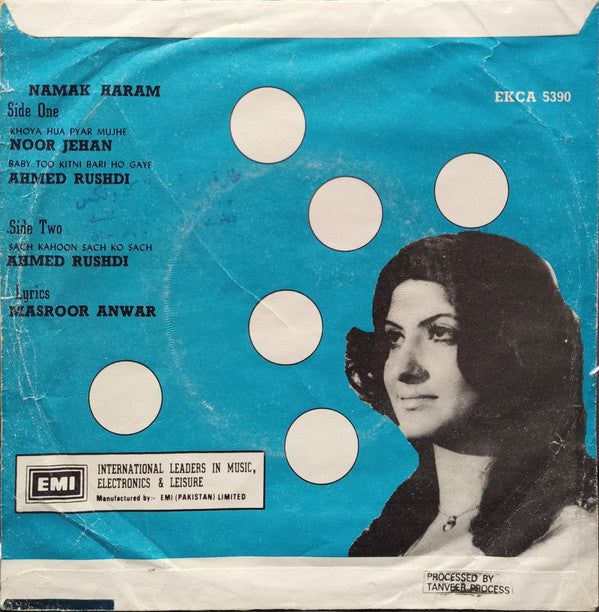 NAMAK HARAM
EKCA 5390
Side One
KHOYA HUA PYAR MUJHE
NOOR JEHAN
BABY TOO KITNI BARI HO GAYE
AHMED RUSHDI
Side Two
SACH KAHOON SACH KO SACH
AHMED RUSHDI
Lyrics
MASROOR ANWAR
EMI
INTERNATIONAL LEADERS IN MUSIC,
ELECTRONICS & LEISURE
Manufactured by:- EMI (PAKISTAN) LIMITED
PROCESSED BY
TANVEER PROCESS